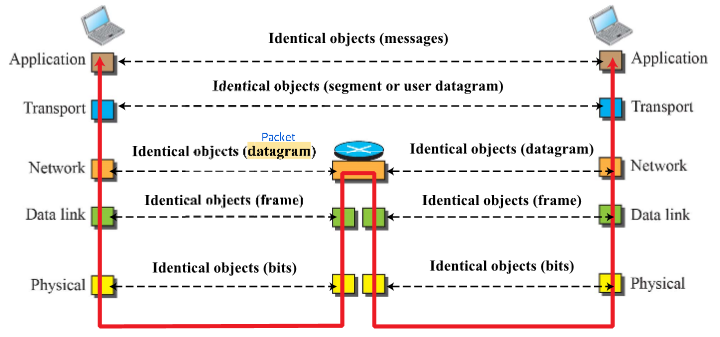 Identical objects (messages)
Application
Application
Identical objects (segment or user datagram)
Transport
Transport
Packet
Identical objects (datagram)
Identical objects (datagram)
Network
Network
Identical objects (frame)
Identical objects (frame)
Data link
Data link
Identical objects (bits)
Identical objects (bits)
Physical
Physical